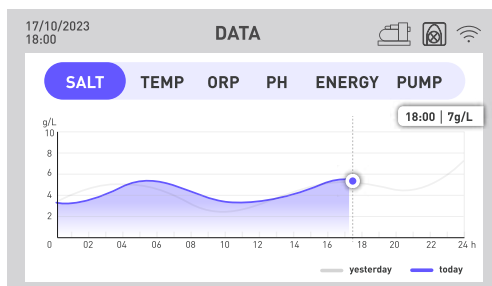 17/10/2023
18:00
DATA
SALT TEMP ORP PH ENERGY PUMP
18:00 | 7g/L
g/L
10
8
6
4
2
0 02 04 06 08 10 12 14 16 18 20 22 24 h
yesterday today